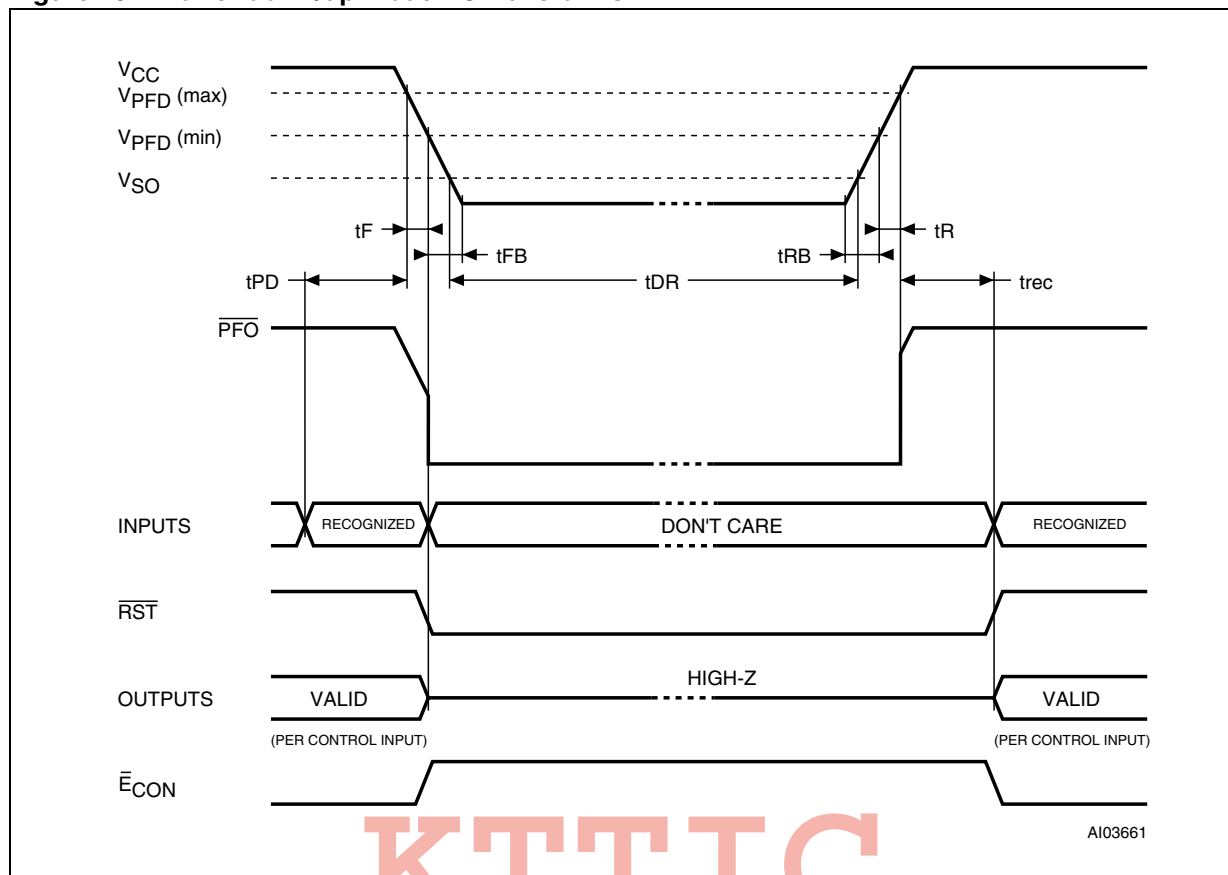 VCC
VPFD (max)
VPFD (min)
VSO
tF
tFB
tRB
tR
tPD
tDR
trec
PFO
INPUTS
RECOGNIZED
DON'T CARE
RECOGNIZED
RST
HIGH-Z
OUTPUTS
VALID
VALID
(PER CONTROL INPUT)
(PER CONTROL INPUT)
ECON
AI03661